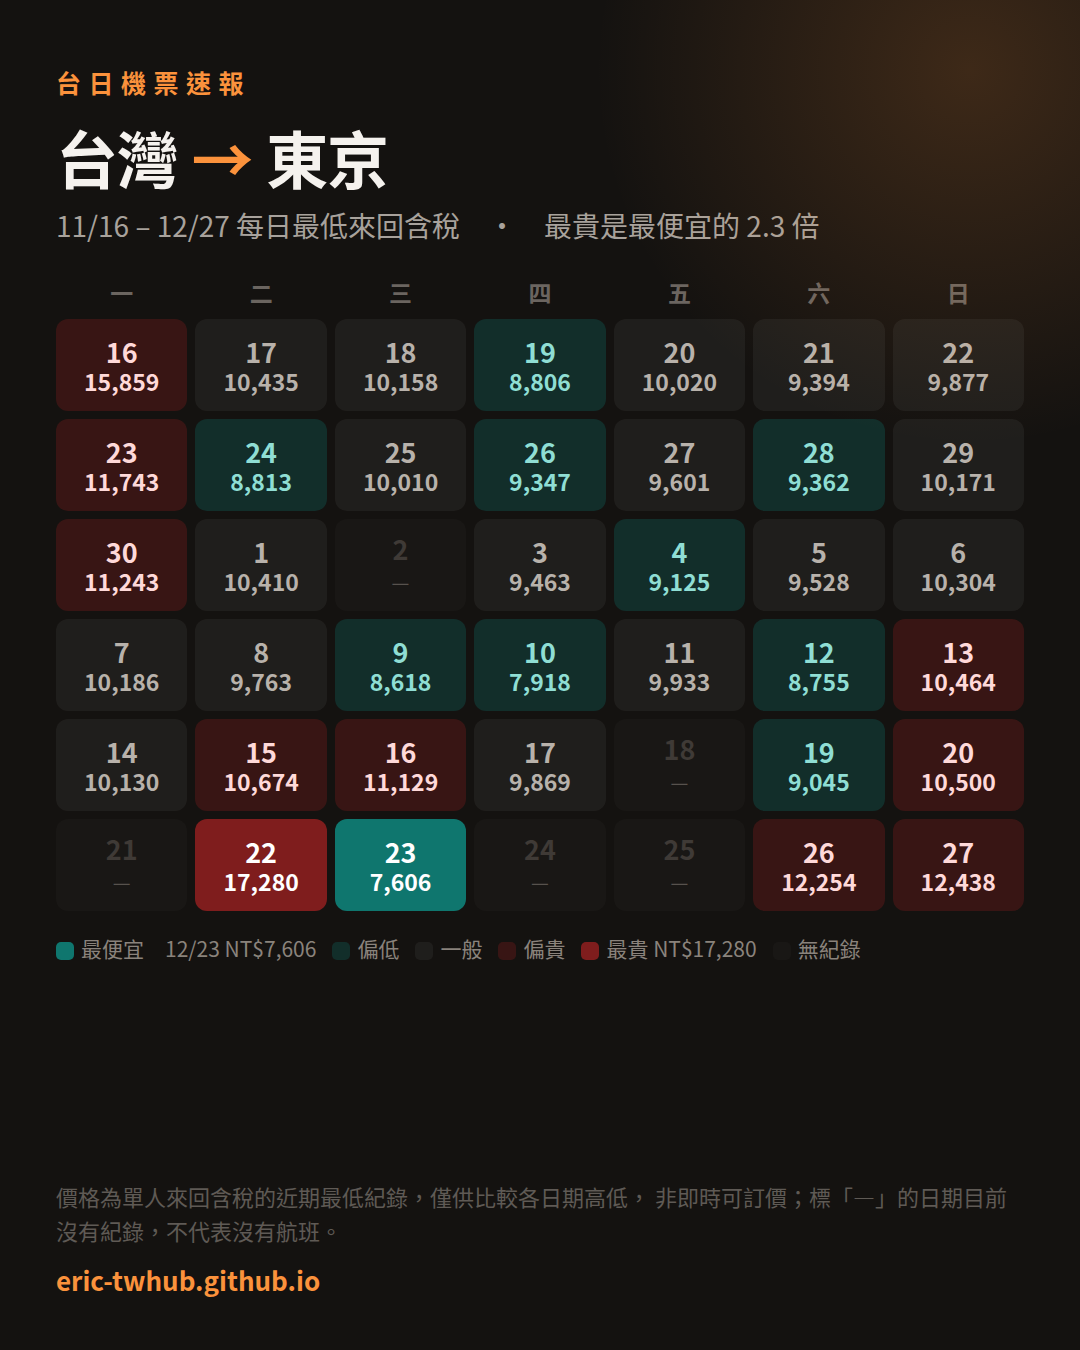 台日機票速報
台灣 → 東京
11/16 – 12/27 每日最低來回含稅 · 最貴是最便宜的 2.3 倍
一 二 三 四 五 六 日
16 17 18 19 20 21 22
15,859 10,435 10,158 8,806 10,020 9,394 9,877
23 24 25 26 27 28 29
11,743 8,813 10,010 9,347 9,601 9,362 10,171
30 1 2 3 4 5 6
11,243 10,410 — 9,463 9,125 9,528 10,304
7 8 9 10 11 12 13
10,186 9,763 8,618 7,918 9,933 8,755 10,464
14 15 16 17 18 19 20
10,130 10,674 11,129 9,869 — 9,045 10,500
21 22 23 24 25 26 27
— 17,280 7,606 — — 12,254 12,438
最便宜 12/23 NT$7,606 偏低 一般 偏貴 最貴 NT$17,280 無紀錄
價格為單人來回含稅的近期最低紀錄，僅供比較各日期高低， 非即時可訂價；標「—」的日期目前
沒有紀錄，不代表沒有航班。
eric-twhub.github.io